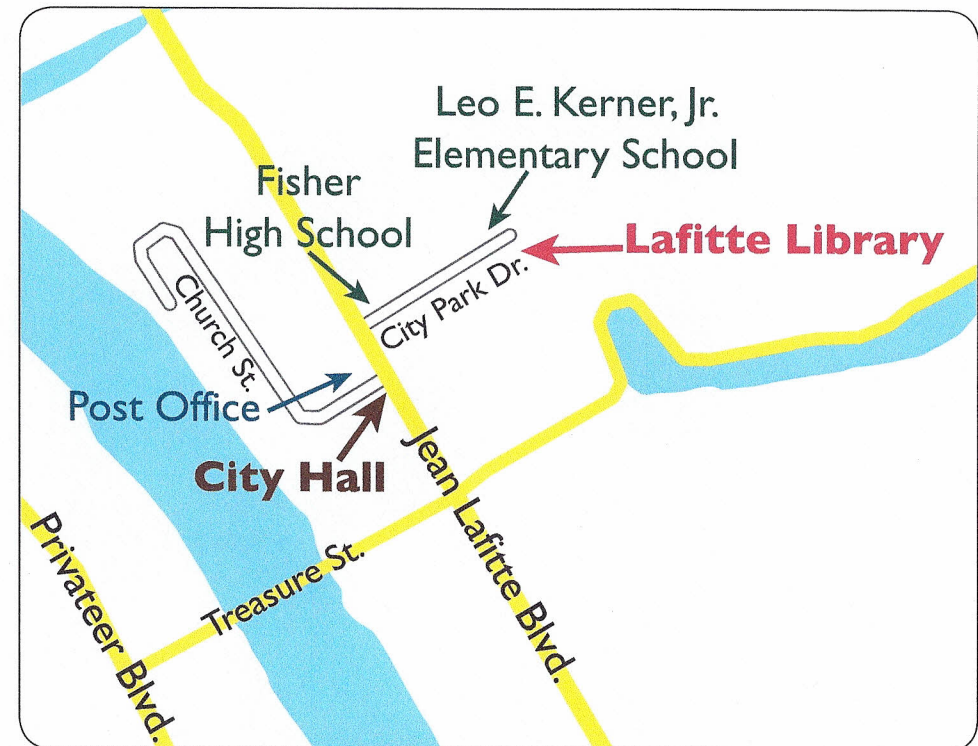 Leo E. Kerner, Jr.
Elementary School
Fisher
High School
Lafitte Library
City Park Dr.
Church St.
Post Office
City Hall
Jean Lafitte Blvd.
Treasure St.
Privateer Blvd.